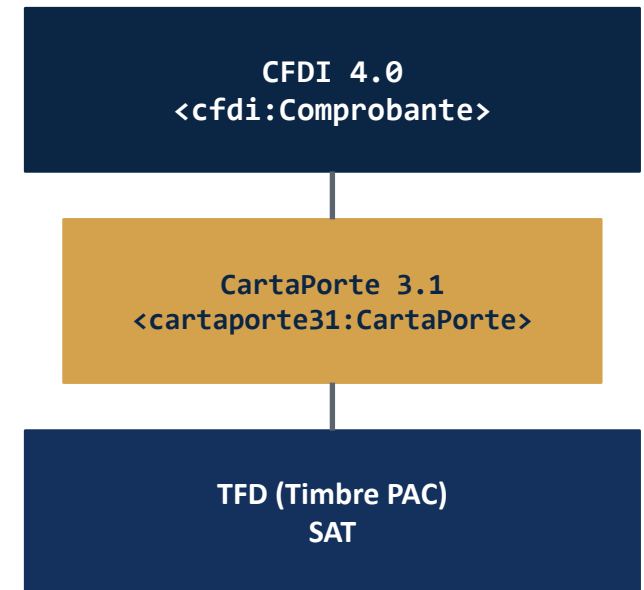 CFDI 4.0
<cfdi:Comprobante>
CartaPorte 3.1
<cartaporte31:CartaPorte>
TFD (Timbre PAC)
SAT